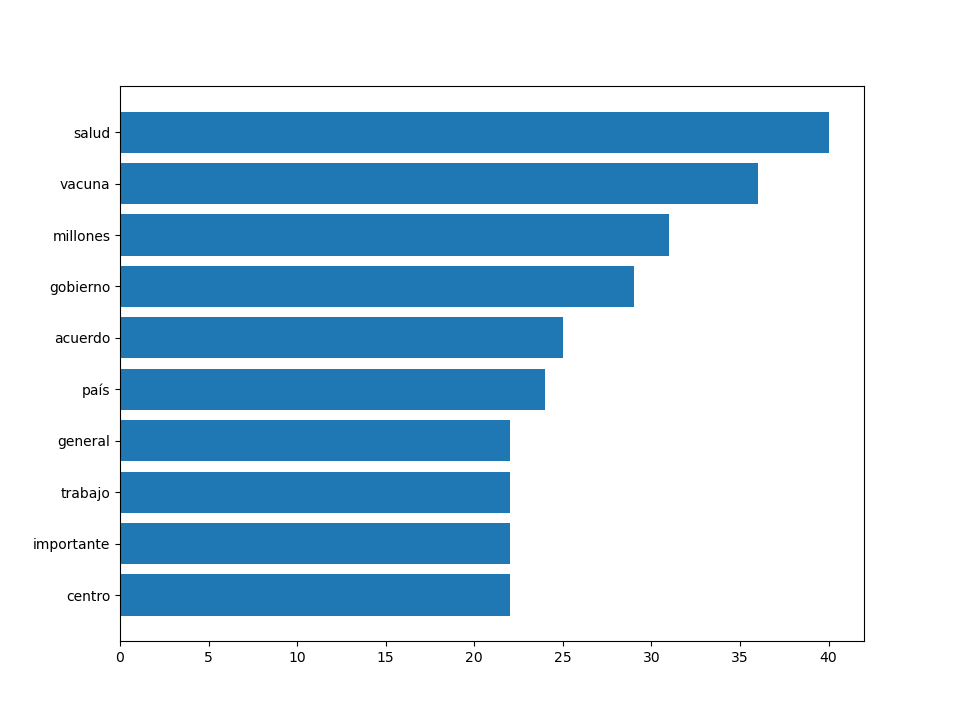 salud
vacuna
millones
gobierno
acuerdo
país
general
trabajo
importante
centro
0 5 10 15 20 25 30 35 40